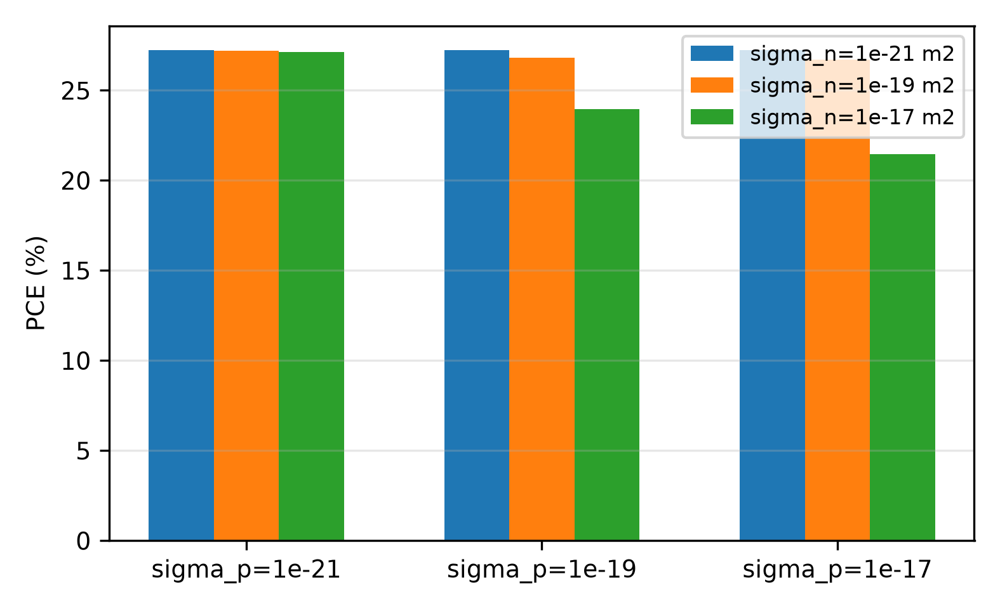 sigma_n=1e-21 m2
sigma_n=1e-19 m2
sigma_n=1e-17 m2
PCE (%)
25
20
15
10
5
0
sigma_p=1e-21
sigma_p=1e-19
sigma_p=1e-17